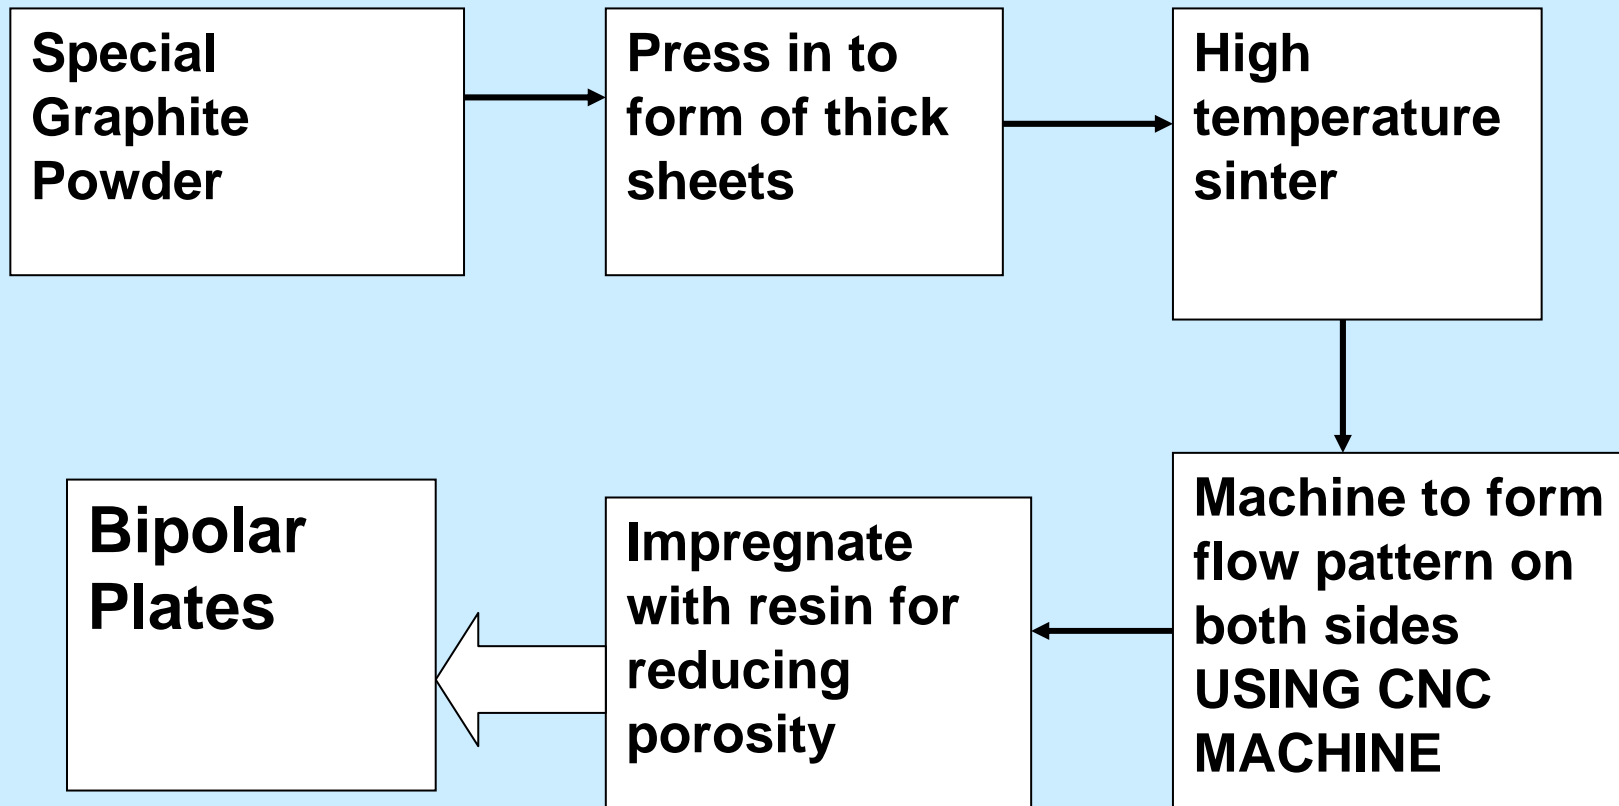 Special
Graphite
Powder
Press in to
form of thick
sheets
High
temperature
sinter
Machine to form
flow pattern on
both sides
USING CNC
MACHINE
Impregnate
with resin for
reducing
porosity
Bipolar
Plates